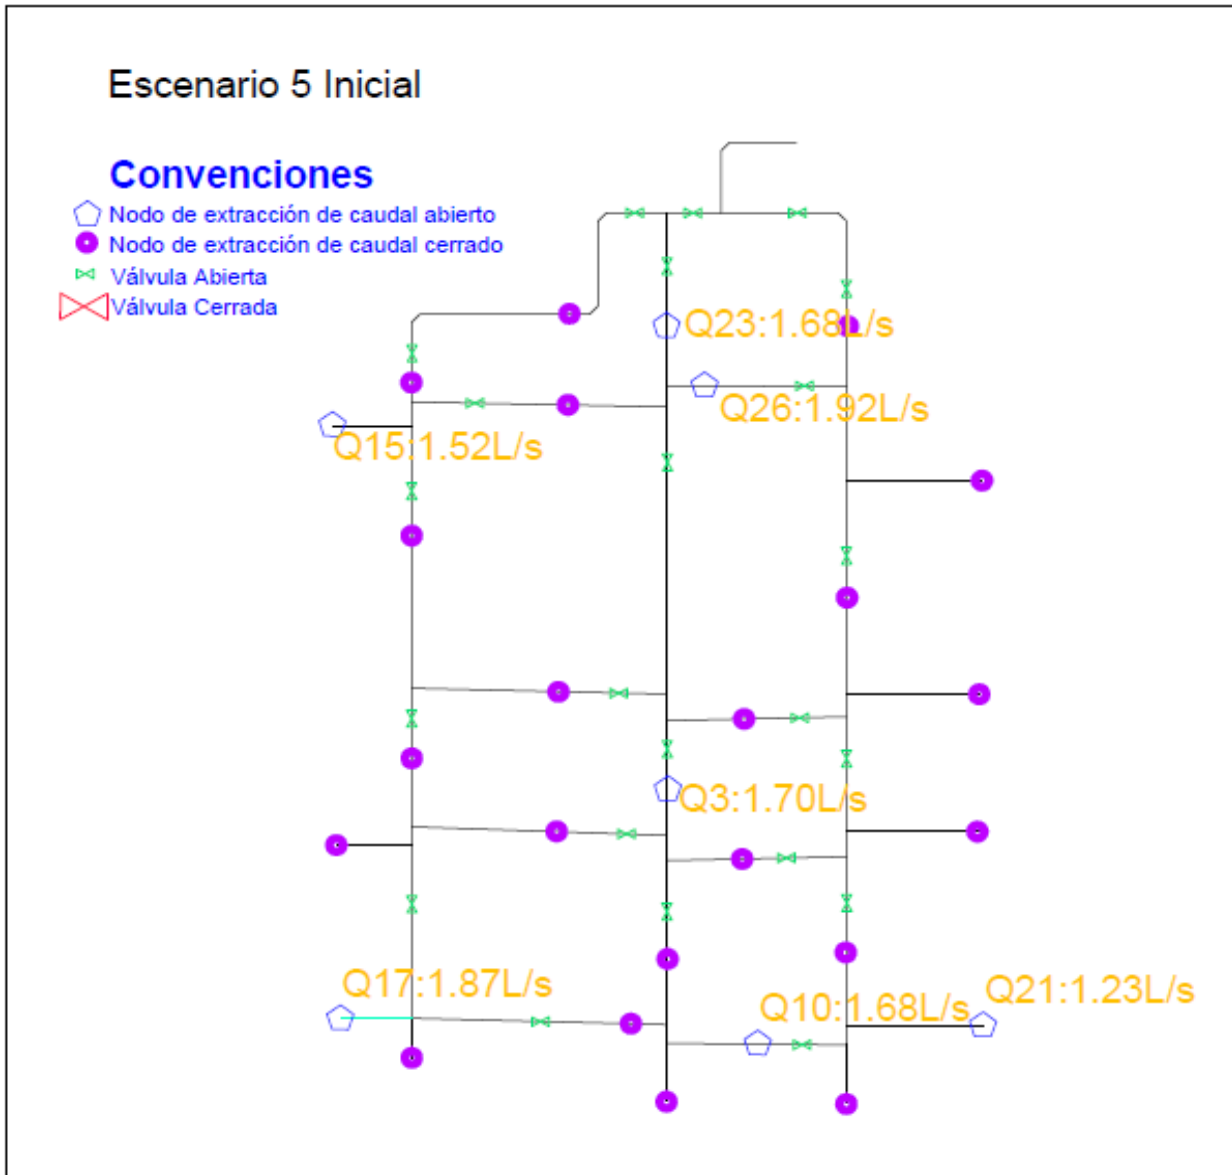 Escenario 5 Inicial
Convenciones
Nodo de extracción de caudal abierto
Nodo de extracción de caudal cerrado
Válvula Abierta
Válvula Cerrada
Q23:1.68L/s
Q26:1.92L/s
Q15:1.52L/s
Q3:1.70L/s
Q17:1.87L/s
Q10:1.68L/s
Q21:1.23L/s